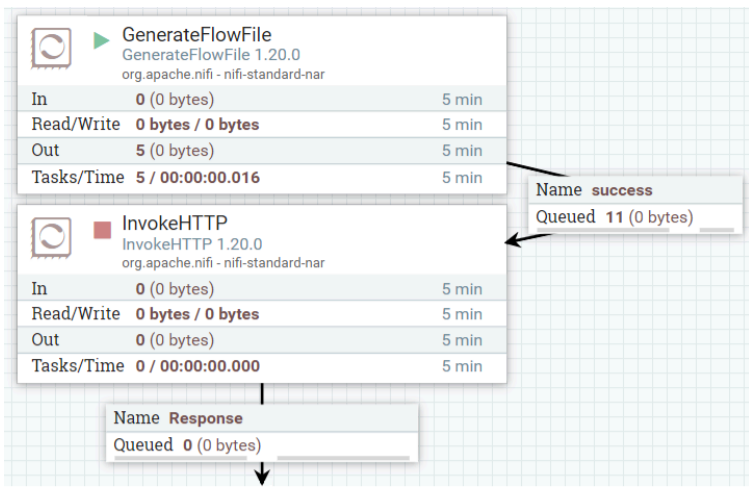 GenerateFlowFile
GenerateFlowFile 1.20.0
org.apache.nifi - nifi-standard-nar
In 0 (0 bytes) 5 min
Read/Write 0 bytes / 0 bytes 5 min
Out 5 (0 bytes) 5 min
Tasks/Time 5 / 00:00:00.016 5 min
Name success
Queued 11 (0 bytes)
InvokeHTTP
InvokeHTTP 1.20.0
org.apache.nifi - nifi-standard-nar
In 0 (0 bytes) 5 min
Read/Write 0 bytes / 0 bytes 5 min
Out 0 (0 bytes) 5 min
Tasks/Time 0 / 00:00:00.000 5 min
Name Response
Queued 0 (0 bytes)